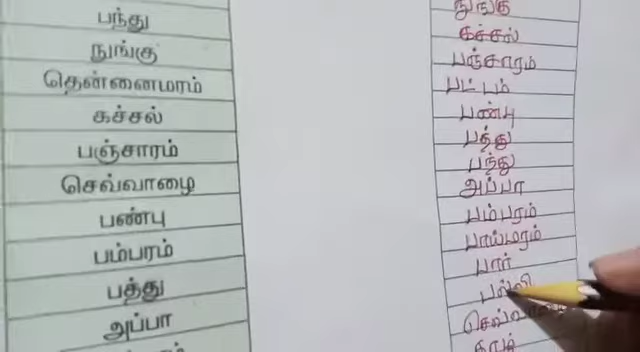 பந்து
நுங்கு
தென்னைமரம்
கச்சல்
பஞ்சாரம்
செவ்வாழை
பண்பு
பம்பரம்
பத்து
அப்பா
நுங்கு
கச்சல்
பஞ்சாரம்
பட்டம்
பண்பு
பத்து
பந்து
அப்பா
பம்பரம்
பாய்மரம்
பார்
பல்லி
செவ்வாழை